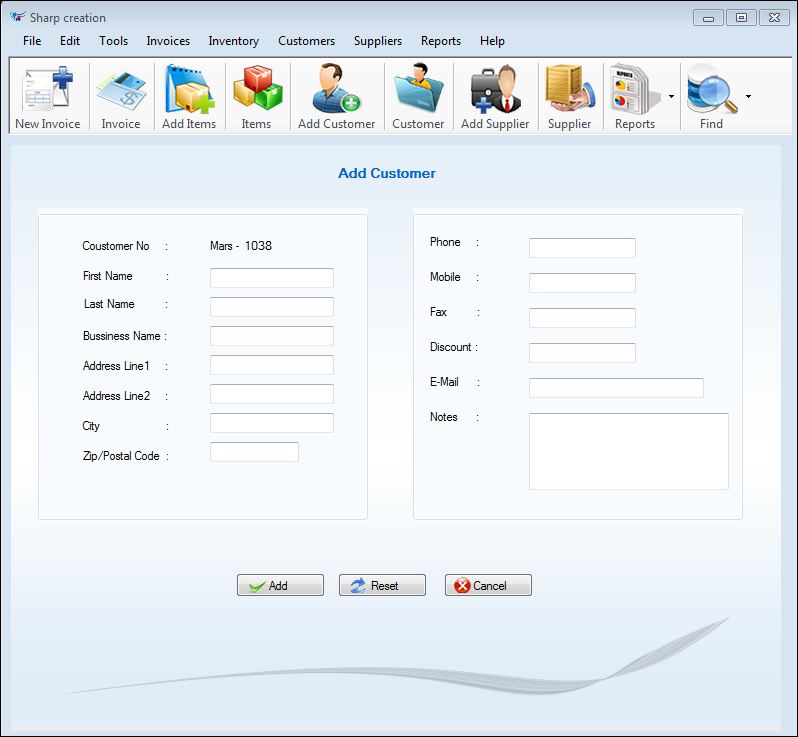 Sharp creation
File Edit Tools Invoices Inventory Customers Suppliers Reports Help
REPORTS
New Invoice Invoice Add Items Items Add Customer Customer Add Supplier Supplier Reports Find
Add Customer
Coustomer No : Mars - 1038
First Name :
Last Name :
Bussiness Name :
Address Line1 :
Address Line2 :
City :
Zip/Postal Code :
Phone :
Mobile :
Fax :
Discount :
E-Mail :
Notes :
Add Reset Cancel